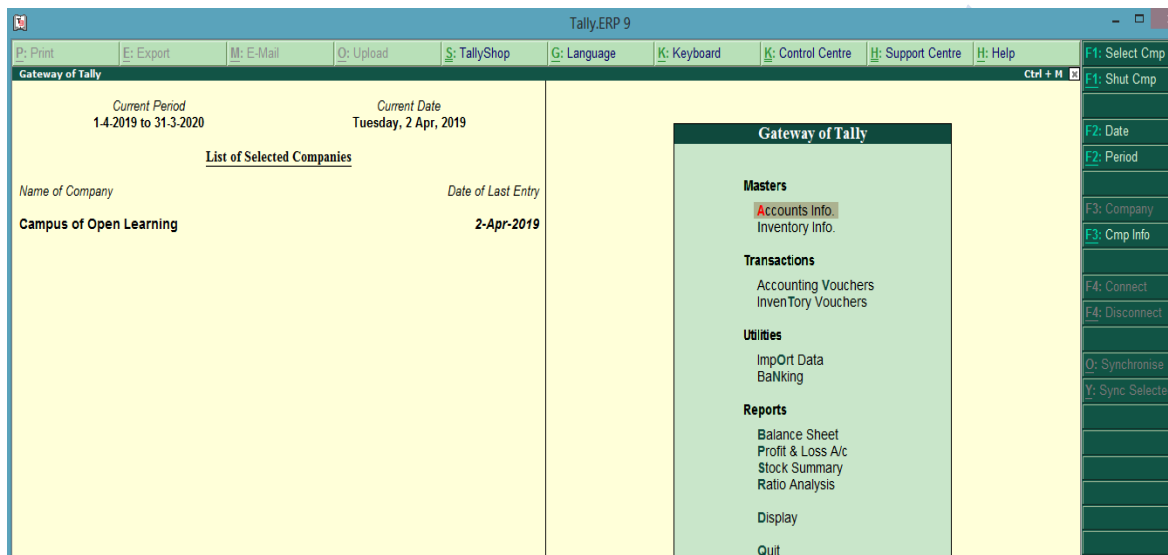 Tally.ERP 9
P: Print E: Export M: E-Mail O: Upload S: TallyShop G: Language K: Keyboard K: Control Centre H: Support Centre H: Help
Gateway of Tally Ctrl + M
Current Period Current Date
1-4-2019 to 31-3-2020 Tuesday, 2 Apr, 2019
List of Selected Companies
Name of Company Date of Last Entry
Campus of Open Learning 2-Apr-2019
Gateway of Tally
Masters
Accounts Info.
Inventory Info.
Transactions
Accounting Vouchers
InvenTory Vouchers
Utilities
ImpOrt Data
BaNking
Reports
Balance Sheet
Profit & Loss A/c
Stock Summary
Ratio Analysis
Display
Quit
F1: Select Cmp
F1: Shut Cmp
F2: Date
F2: Period
F3: Company
F3: Cmp Info
F4: Connect
F4: Disconnect
O: Synchronise
Y: Sync Selecte